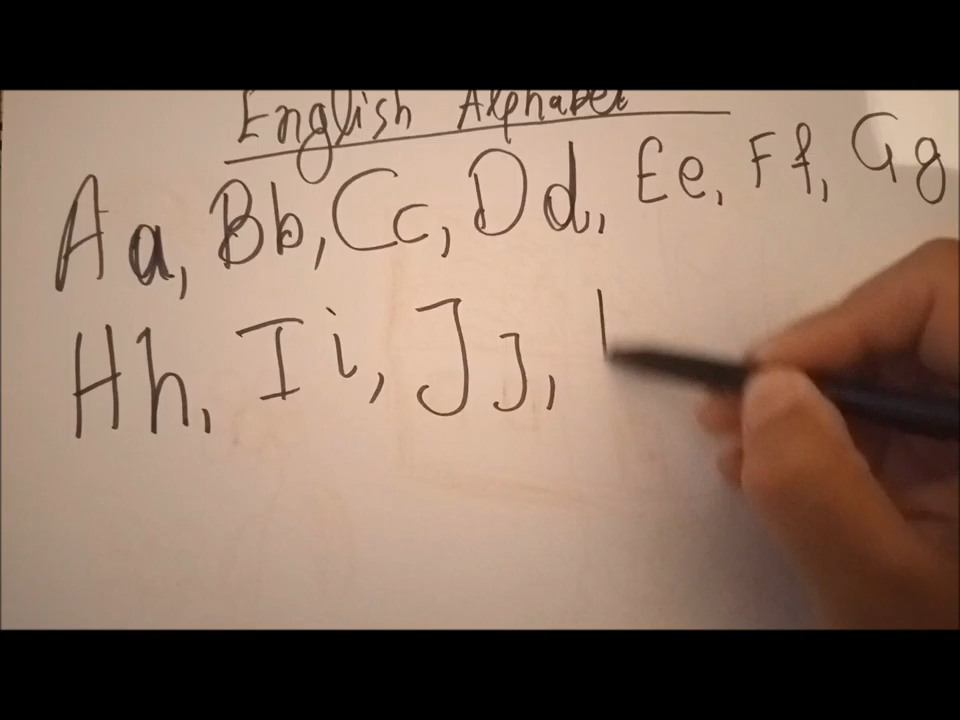 English Alphabet
Aa, Bb, Cc, Dd, Ee, Ff, Gg
Hh, Ii, Jj,